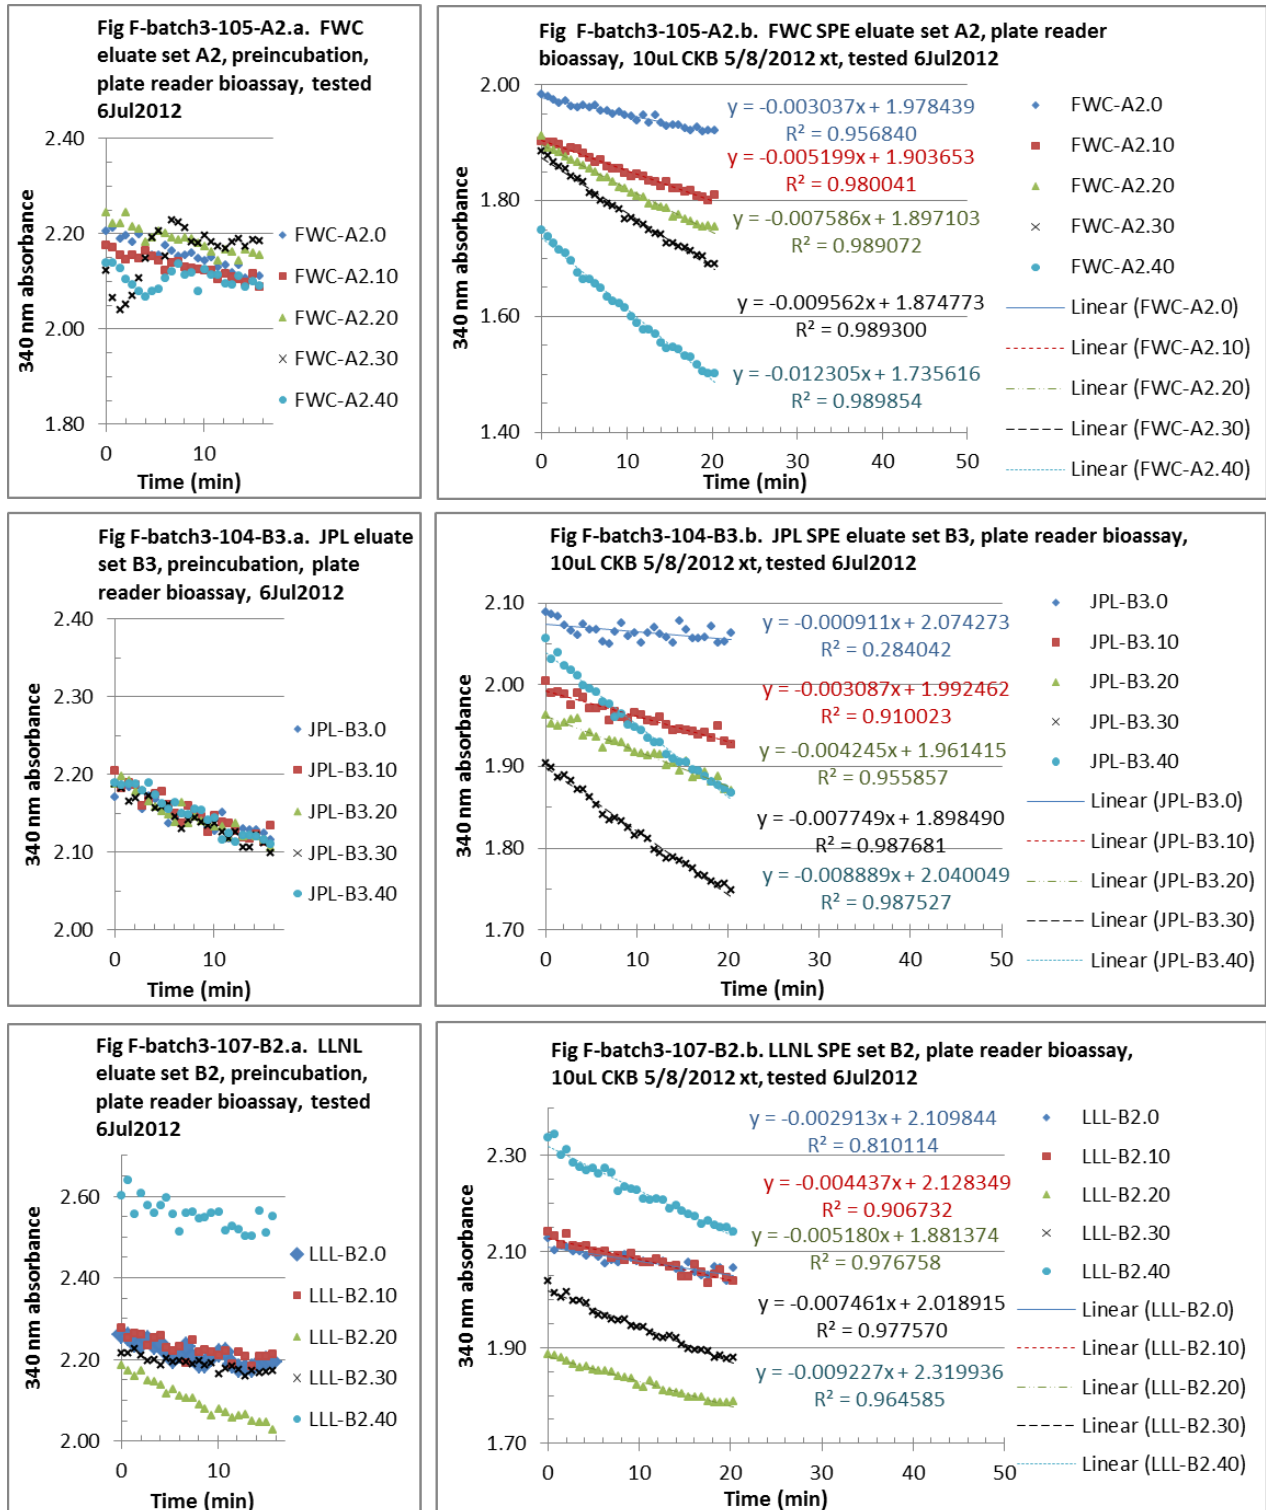 Fig F-batch3-105-A2.a. FWC
eluate set A2, preincubation,
plate reader bioassay, tested
6Jul2012
2.40
2.20
2.00
1.80
340 nm absorbance
0
10
Time (min)
FWC-A2.0
FWC-A2.10
FWC-A2.20
FWC-A2.30
FWC-A2.40
Fig F-batch3-105-A2.b. FWC SPE eluate set A2, plate reader
bioassay, 10uL CKB 5/8/2012 xt, tested 6Jul2012
2.00
1.80
1.60
1.40
340 nm absorbance
y = -0.003037x + 1.978439
R² = 0.956840
y = -0.005199x + 1.903653
R² = 0.980041
y = -0.007586x + 1.897103
R² = 0.989072
y = -0.009562x + 1.874773
R² = 0.989300
y = -0.012305x + 1.735616
R² = 0.989854
0
10
20
30
40
50
Time (min)
FWC-A2.0
FWC-A2.10
FWC-A2.20
FWC-A2.30
FWC-A2.40
Linear (FWC-A2.0)
Linear (FWC-A2.10)
Linear (FWC-A2.20)
Linear (FWC-A2.30)
Linear (FWC-A2.40)
Fig F-batch3-104-B3.a. JPL eluate
set B3, preincubation, plate
reader bioassay, 6Jul2012
2.40
2.30
2.20
2.10
2.00
340 nm absorbance
0
10
Time (min)
JPL-B3.0
JPL-B3.10
JPL-B3.20
JPL-B3.30
JPL-B3.40
Fig F-batch3-104-B3.b. JPL SPE eluate set B3, plate reader bioassay,
10uL CKB 5/8/2012 xt, tested 6Jul2012
2.10
2.00
1.90
1.80
1.70
340 nm absorbance
y = -0.000911x + 2.074273
R² = 0.284042
y = -0.003087x + 1.992462
R² = 0.910023
y = -0.004245x + 1.961415
R² = 0.955857
y = -0.007749x + 1.898490
R² = 0.987681
y = -0.008889x + 2.040049
R² = 0.987527
0
10
20
30
40
50
Time (min)
JPL-B3.0
JPL-B3.10
JPL-B3.20
JPL-B3.30
JPL-B3.40
Linear (JPL-B3.0)
Linear (JPL-B3.10)
Linear (JPL-B3.20)
Linear (JPL-B3.30)
Linear (JPL-B3.40)
Fig F-batch3-107-B2.a. LLNL
eluate set B2, preincubation,
plate reader bioassay, tested
6Jul2012
2.60
2.40
2.20
2.00
340 nm absorbance
0
10
Time (min)
LLL-B2.0
LLL-B2.10
LLL-B2.20
LLL-B2.30
LLL-B2.40
Fig F-batch3-107-B2.b. LLNL SPE set B2, plate reader bioassay,
10uL CKB 5/8/2012 xt, tested 6Jul2012
2.30
2.10
1.90
1.70
340 nm absorbance
y = -0.002913x + 2.109844
R² = 0.810114
y = -0.004437x + 2.128349
R² = 0.906732
y = -0.005180x + 1.881374
R² = 0.976758
y = -0.007461x + 2.018915
R² = 0.977570
y = -0.009227x + 2.319936
R² = 0.964585
0
10
20
30
40
50
Time (min)
LLL-B2.0
LLL-B2.10
LLL-B2.20
LLL-B2.30
LLL-B2.40
Linear (LLL-B2.0)
Linear (LLL-B2.10)
Linear (LLL-B2.20)
Linear (LLL-B2.30)
Linear (LLL-B2.40)